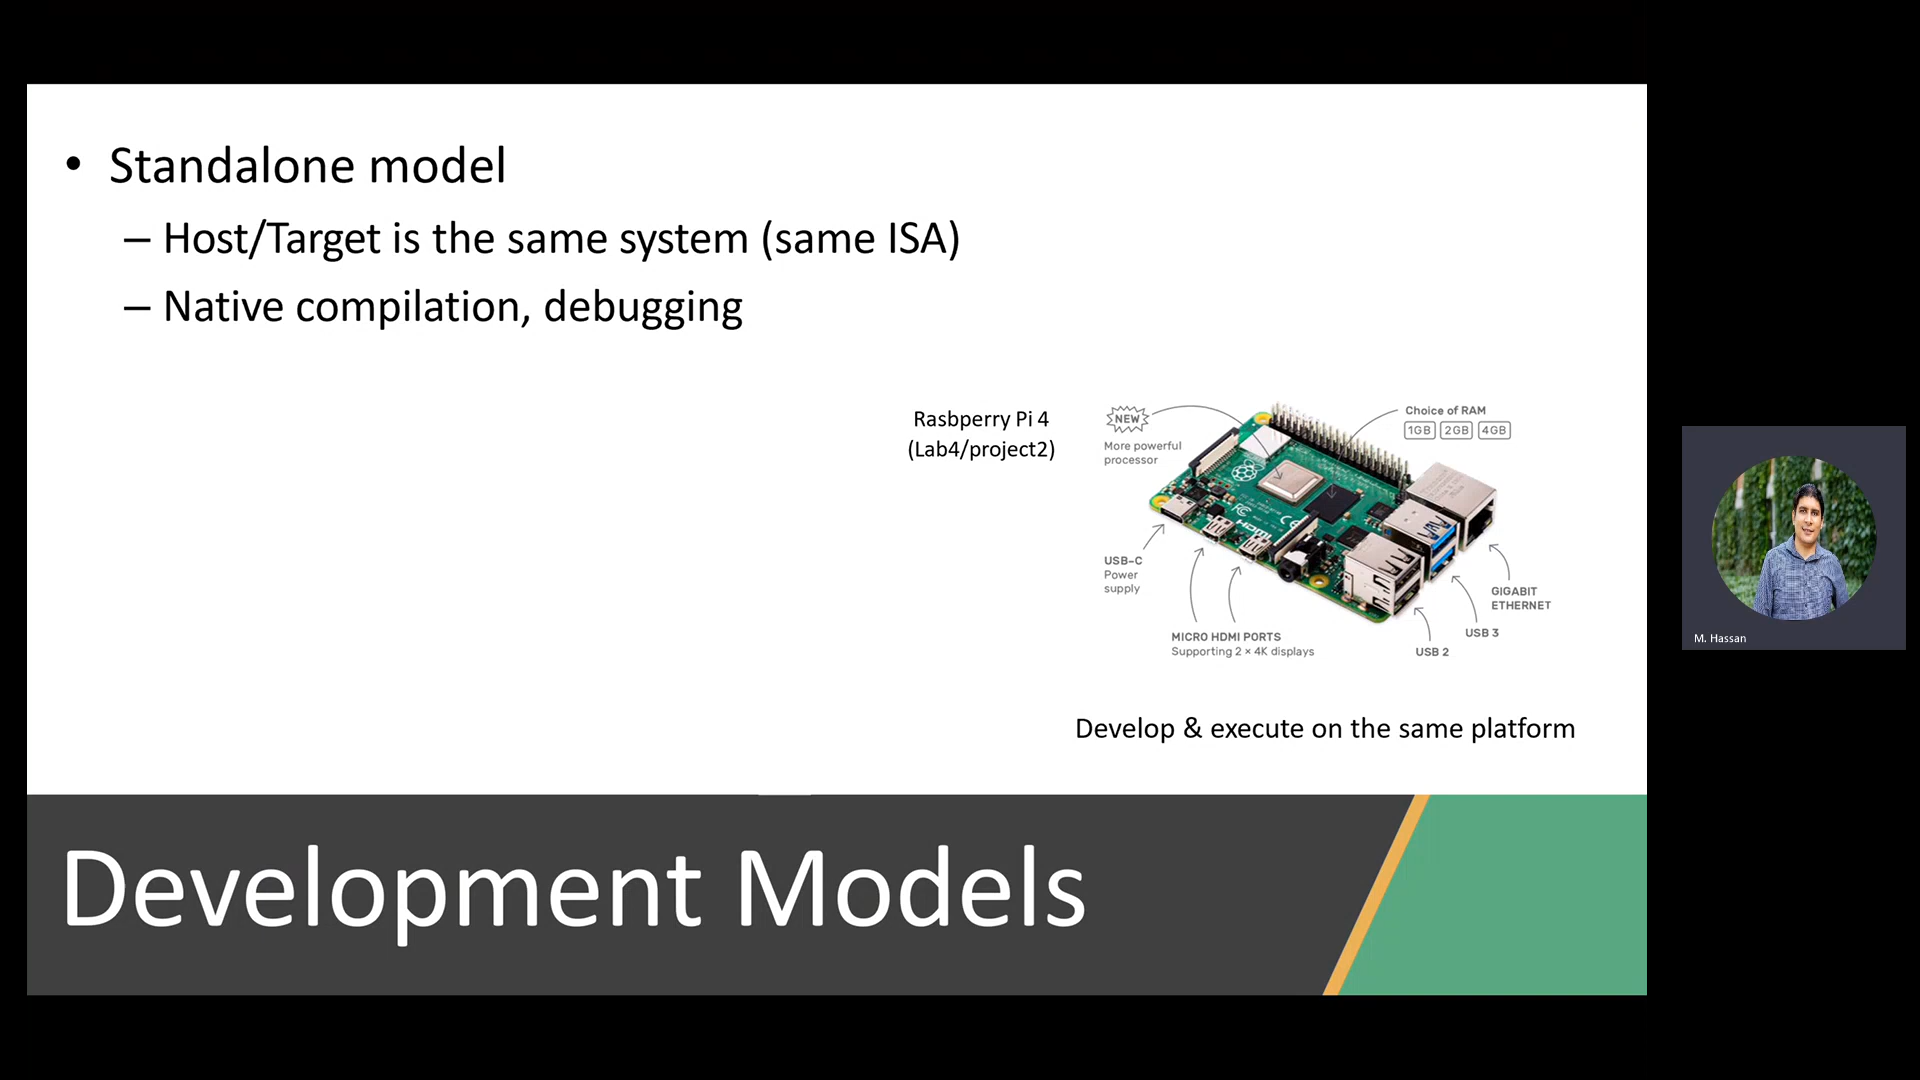 • Standalone model
– Host/Target is the same system (same ISA)
– Native compilation, debugging
Rasbperry Pi 4
(Lab4/project2)
NEW
More powerful
processor
Choice of RAM
1GB 2GB 4GB
USB-C
Power
supply
MICRO HDMI PORTS
Supporting 2 × 4K displays
GIGABIT
ETHERNET
USB 3
USB 2
HDMI
Develop & execute on the same platform
Development Models
M. Hassan